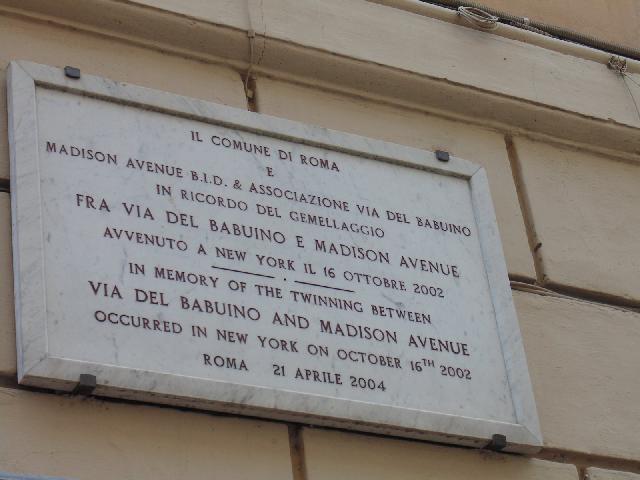 IL COMUNE DI ROMA
E
MADISON AVENUE B.I.D. & ASSOCIAZIONE VIA DEL BABUINO
IN RICORDO DEL GEMELLAGGIO
FRA VIA DEL BABUINO E MADISON AVENUE
AVVENUTO A NEW YORK IL 16 OTTOBRE 2002
IN MEMORY OF THE TWINNING BETWEEN
VIA DEL BABUINO AND MADISON AVENUE
OCCURRED IN NEW YORK ON OCTOBER 16TH 2002
ROMA 21 APRILE 2004